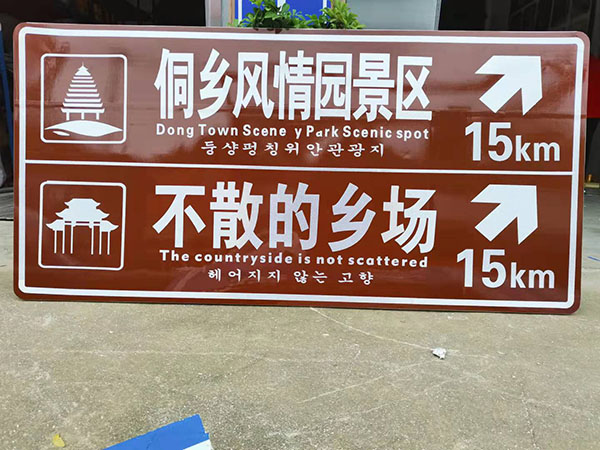 侗乡风情园景区
Dong Town Scene y Park Scenic spot
등샹펑칭위안관광지
15km
不散的乡场
The countryside is not scattered
헤어지지 않는 고향
15km